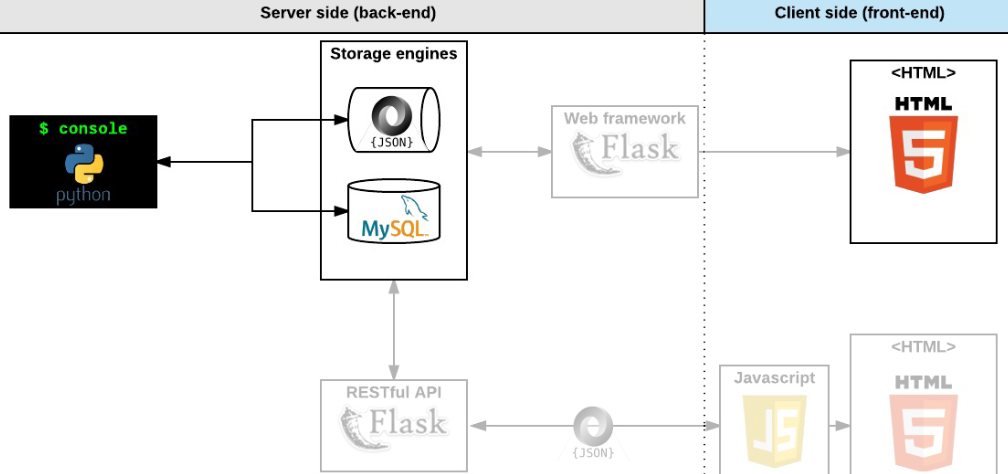 Server side (back-end)
Client side (front-end)
Storage engines
<HTML>
HTML
5
$ console
python
{JSON}
MySQL™
Web framework
Flask
RESTful API
Flask
{JSON}
Javascript
JS
<HTML>
HTML
5